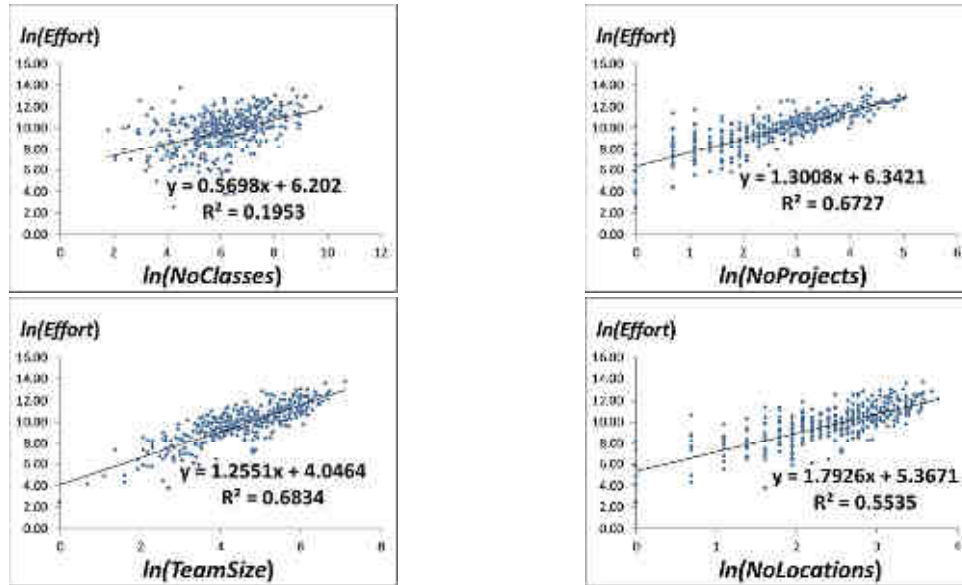 ln(Effort)
16.00
14.00
12.00
10.00
8.00
6.00
4.00
2.00
0.00
0 2 4 6 8 10 12
y = 0.5698x + 6.202
R² = 0.1953
ln(NoClasses)
ln(Effort)
16.00
14.00
12.00
10.00
8.00
6.00
4.00
2.00
0.00
0 1 2 3 4 5 6
y = 1.3008x + 6.3421
R² = 0.6727
ln(NoProjects)
ln(Effort)
16.00
14.00
12.00
10.00
8.00
6.00
4.00
2.00
0.00
0 2 4 6 8
y = 1.2551x + 4.0464
R² = 0.6834
ln(TeamSize)
ln(Effort)
16.00
14.00
12.00
10.00
8.00
6.00
4.00
2.00
0.00
0 1 2 3 4
y = 1.7926x + 5.3671
R² = 0.5535
ln(NoLocations)